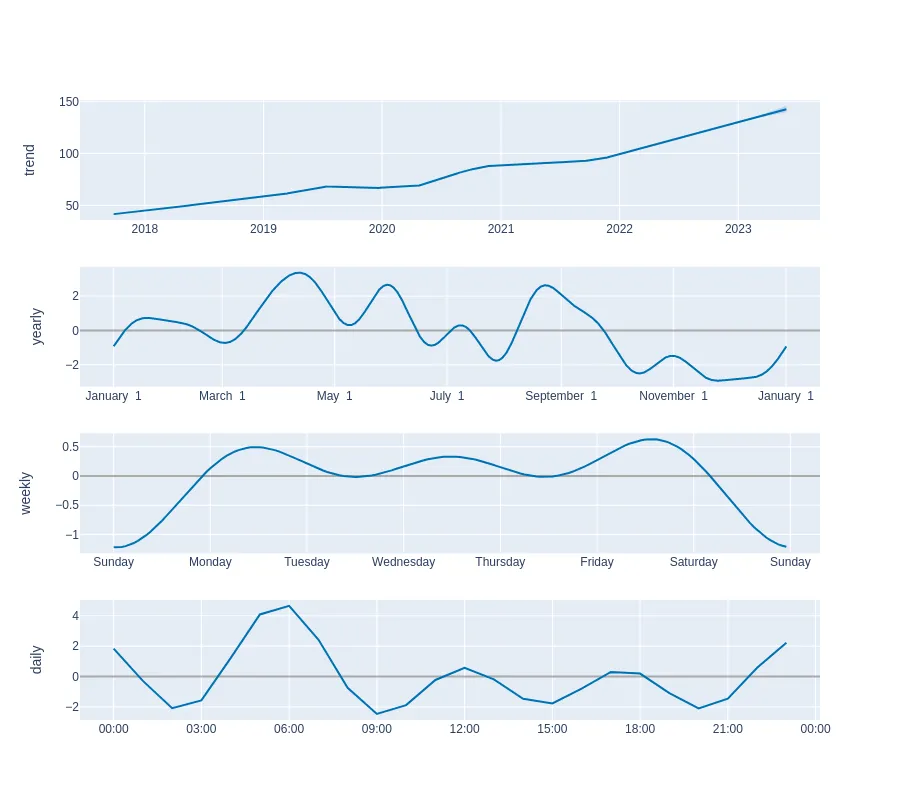 trend
150
100
50
2018 2019 2020 2021 2022 2023
yearly
2
0
−2
January 1 March 1 May 1 July 1 September 1 November 1 January 1
weekly
0.5
0
−0.5
−1
Sunday Monday Tuesday Wednesday Thursday Friday Saturday Sunday
daily
4
2
0
−2
00:00 03:00 06:00 09:00 12:00 15:00 18:00 21:00 00:00